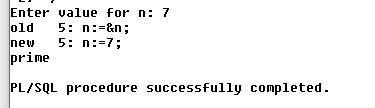 Enter value for n: 7
old   5: n:=&n;
new   5: n:=7;
prime

PL/SQL procedure successfully completed.